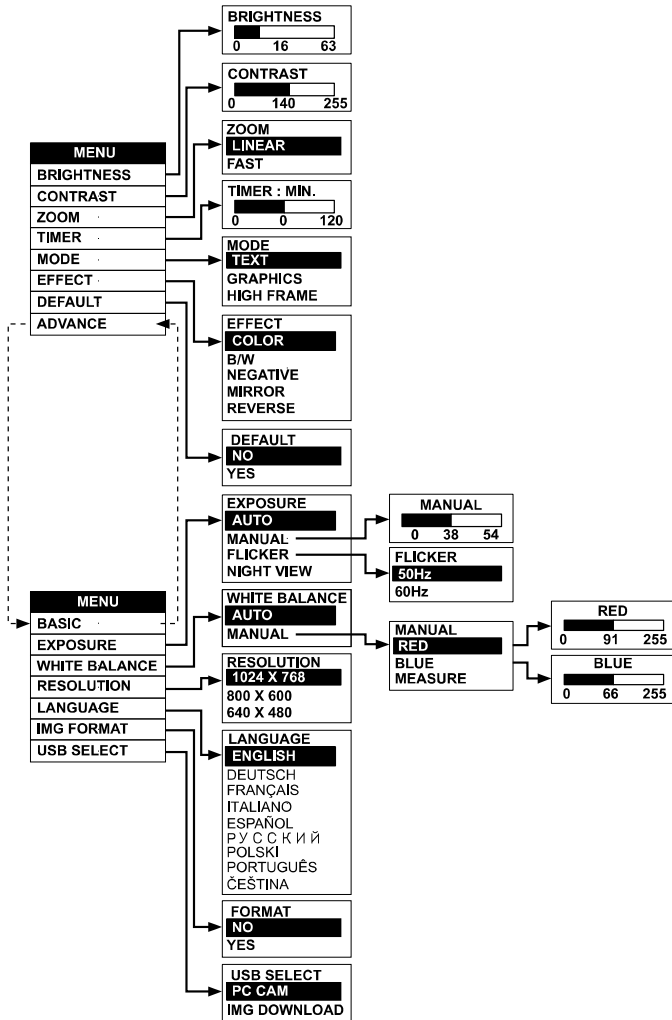 BRIGHTNESS
0 16 63
CONTRAST
0 140 255
ZOOM
LINEAR
FAST
TIMER : MIN.
0 0 120
MODE
TEXT
GRAPHICS
HIGH FRAME
EFFECT
COLOR
B/W
NEGATIVE
MIRROR
REVERSE
DEFAULT
NO
YES
MENU
BRIGHTNESS
CONTRAST
ZOOM
TIMER
MODE
EFFECT
DEFAULT
ADVANCE
MENU
BASIC
EXPOSURE
WHITE BALANCE
RESOLUTION
LANGUAGE
IMG FORMAT
USB SELECT
EXPOSURE
AUTO
MANUAL
FLICKER
NIGHT VIEW
MANUAL
0 38 54
FLICKER
50Hz
60Hz
WHITE BALANCE
AUTO
MANUAL
MANUAL
RED
BLUE
MEASURE
RED
0 91 255
BLUE
0 66 255
RESOLUTION
1024 X 768
800 X 600
640 X 480
LANGUAGE
ENGLISH
DEUTSCH
FRANÇAIS
ITALIANO
ESPAÑOL
РУССКИЙ
POLSKI
PORTUGUÊS
ČEŠTINA
FORMAT
NO
YES
USB SELECT
PC CAM
IMG DOWNLOAD